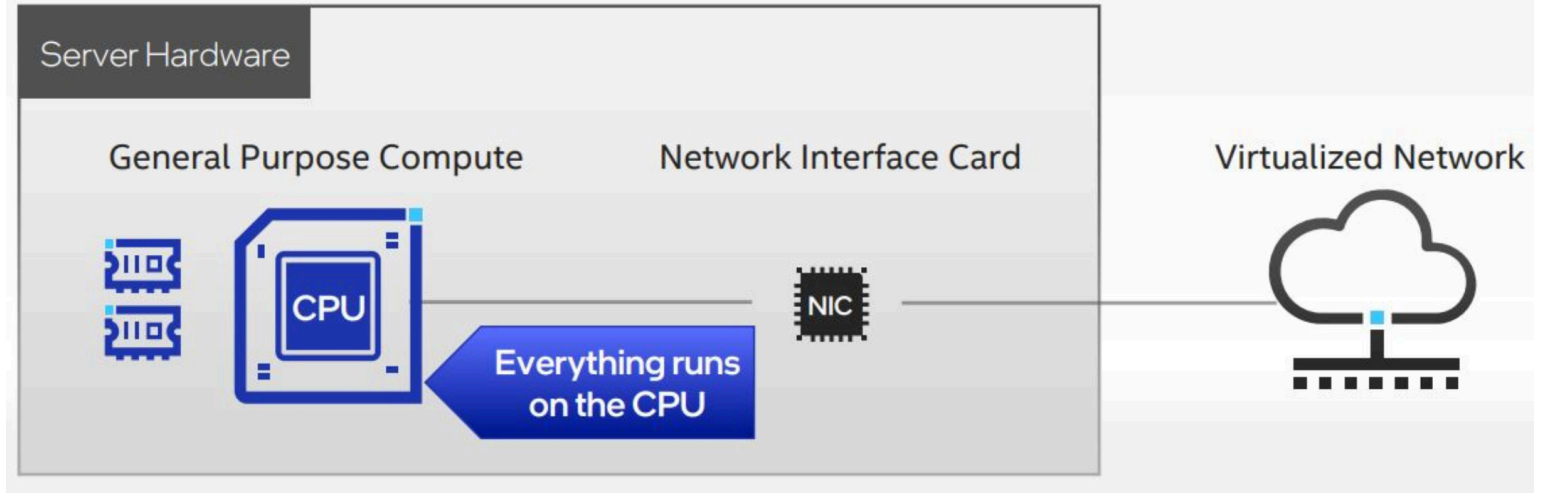 Server Hardware
General Purpose Compute
Network Interface Card
Virtualized Network
CPU
NIC
Everything runs
on the CPU